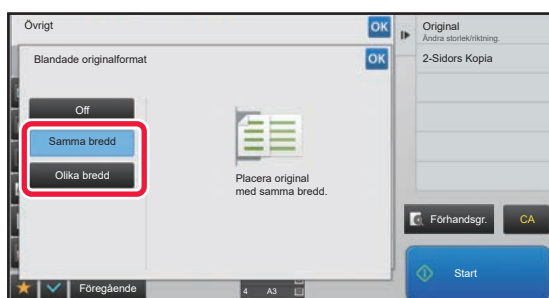 Övrigt
OK
Blandade originalformat
OK
Off
Samma bredd
Olika bredd
Placera original
med samma bredd.
Föregående
4 A3
Original
Ändra storlek/riktning.
2-Sidors Kopia
Förhandsgr.
CA
Start